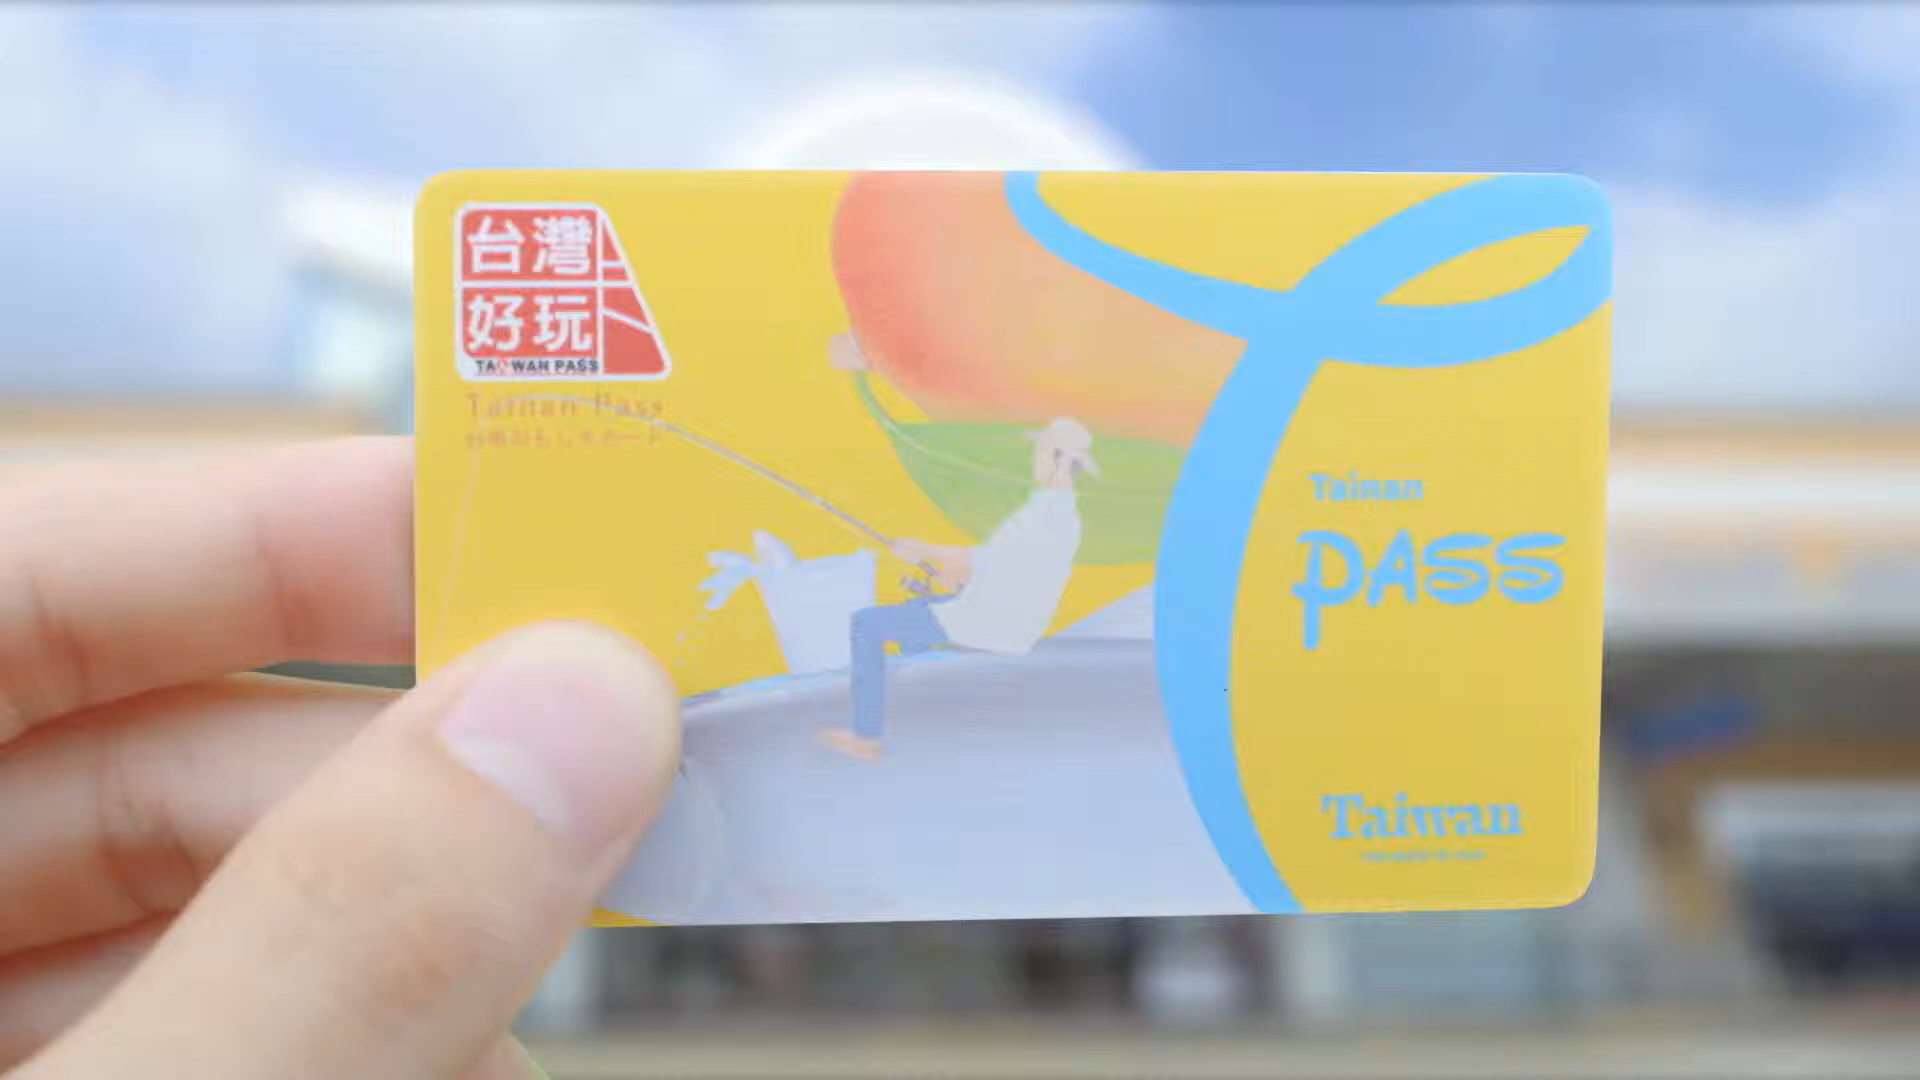 台灣
好玩
TAIWAN PASS
Tainan Pass
Tainan
PASS
Taiwan